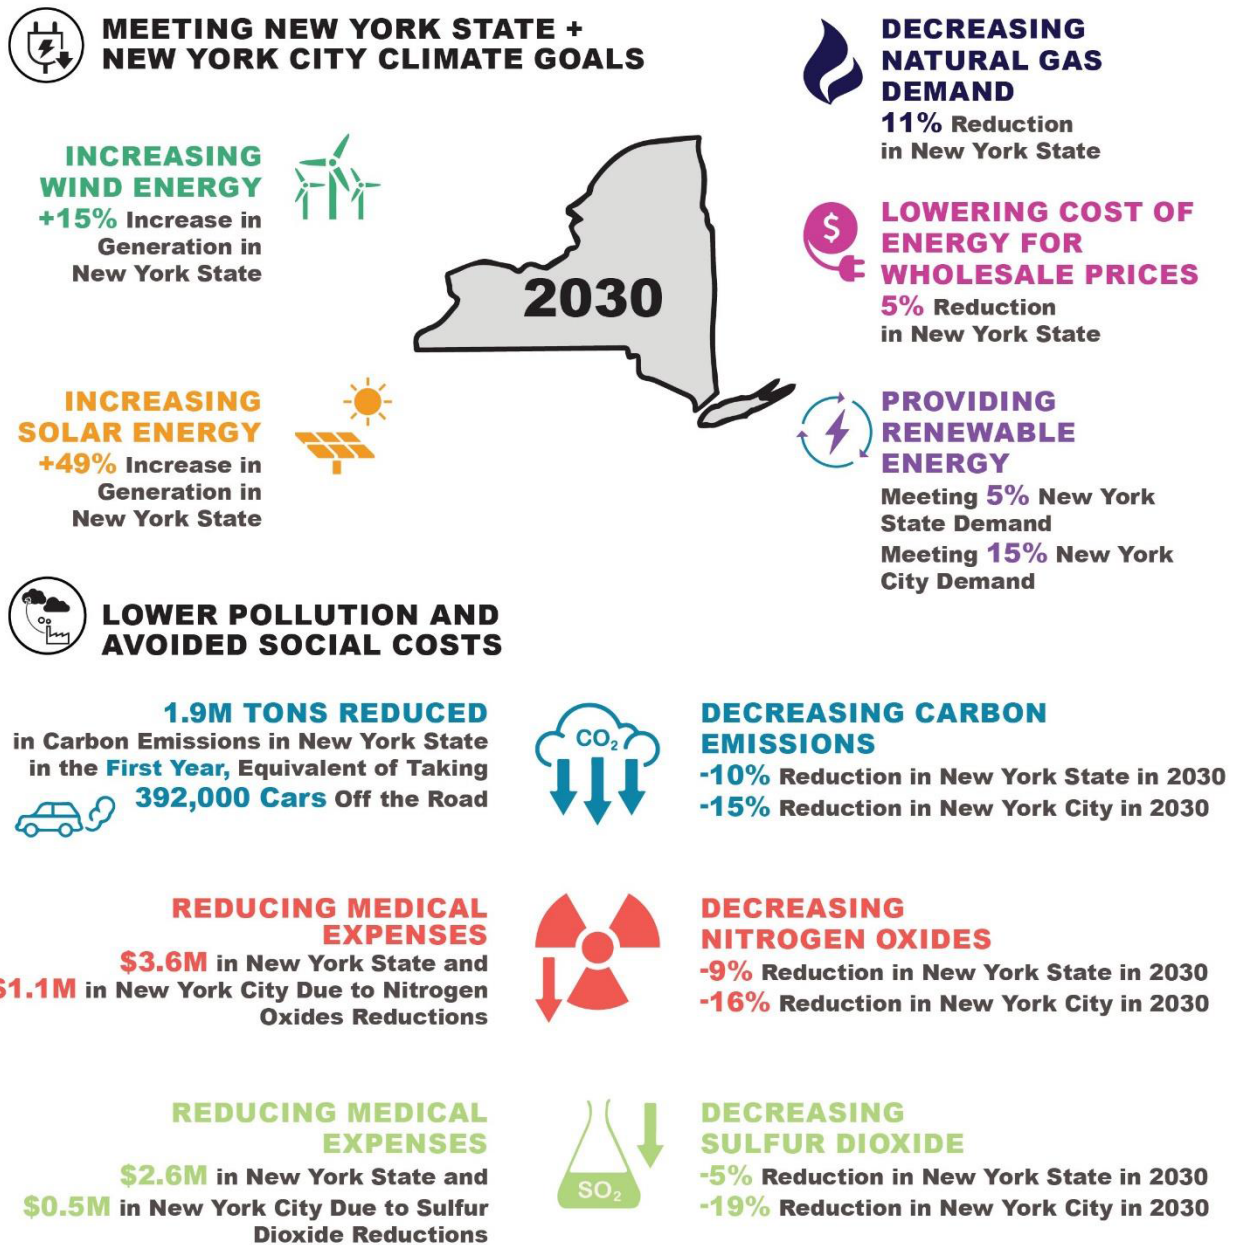 MEETING NEW YORK STATE +
NEW YORK CITY CLIMATE GOALS
INCREASING
WIND ENERGY
+15% Increase in
Generation in
New York State
INCREASING
SOLAR ENERGY
+49% Increase in
Generation in
New York State
2030
DECREASING
NATURAL GAS
DEMAND
11% Reduction
in New York State
$
LOWERING COST OF
ENERGY FOR
WHOLESALE PRICES
5% Reduction
in New York State
PROVIDING
RENEWABLE
ENERGY
Meeting 5% New York
State Demand
Meeting 15% New York
City Demand
LOWER POLLUTION AND
AVOIDED SOCIAL COSTS
1.9M TONS REDUCED
in Carbon Emissions in New York State
in the First Year, Equivalent of Taking
392,000 Cars Off the Road
CO₂
DECREASING CARBON
EMISSIONS
-10% Reduction in New York State in 2030
-15% Reduction in New York City in 2030
REDUCING MEDICAL
EXPENSES
$3.6M in New York State and
$1.1M in New York City Due to Nitrogen
Oxides Reductions
DECREASING
NITROGEN OXIDES
-9% Reduction in New York State in 2030
-16% Reduction in New York City in 2030
REDUCING MEDICAL
EXPENSES
$2.6M in New York State and
$0.5M in New York City Due to Sulfur
Dioxide Reductions
SO₂
DECREASING
SULFUR DIOXIDE
-5% Reduction in New York State in 2030
-19% Reduction in New York City in 2030